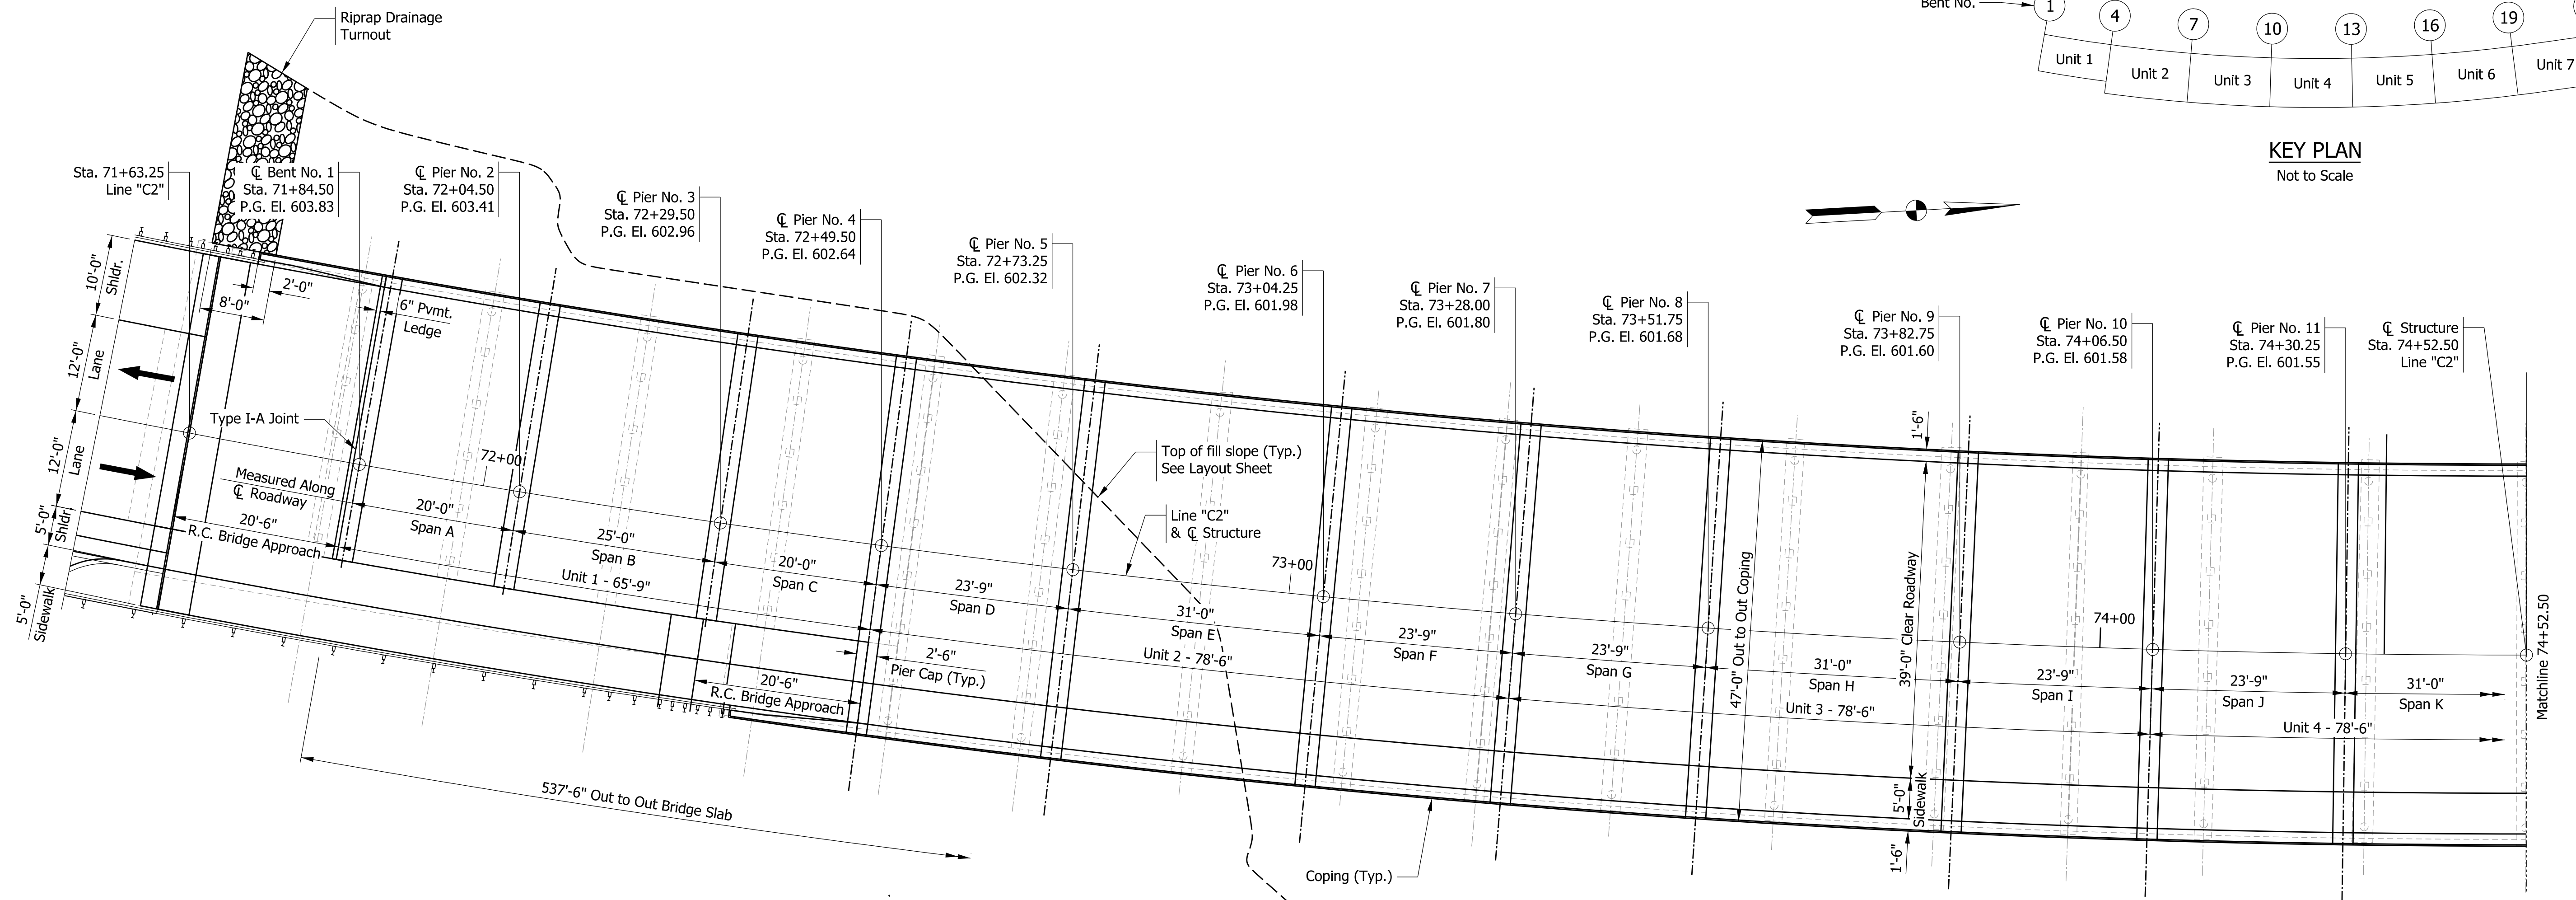 Riprap Drainage
Turnout
Bent No.
1
4
7
10
13
16
19
Unit 1
Unit 2
Unit 3
Unit 4
Unit 5
Unit 6
Unit 7
KEY PLAN
Not to Scale
Sta. 71+63.25
Line "C2"
℄ Bent No. 1
Sta. 71+84.50
P.G. El. 603.83
℄ Pier No. 2
Sta. 72+04.50
P.G. El. 603.41
℄ Pier No. 3
Sta. 72+29.50
P.G. El. 602.96
℄ Pier No. 4
Sta. 72+49.50
P.G. El. 602.64
℄ Pier No. 5
Sta. 72+73.25
P.G. El. 602.32
℄ Pier No. 6
Sta. 73+04.25
P.G. El. 601.98
℄ Pier No. 7
Sta. 73+28.00
P.G. El. 601.80
℄ Pier No. 8
Sta. 73+51.75
P.G. El. 601.68
℄ Pier No. 9
Sta. 73+82.75
P.G. El. 601.60
℄ Pier No. 10
Sta. 74+06.50
P.G. El. 601.58
℄ Pier No. 11
Sta. 74+30.25
P.G. El. 601.55
℄ Structure
Sta. 74+52.50
Line "C2"
10'-0"
Shldr.
12'-0"
Lane
12'-0"
Lane
5'-0"
Shldr.
5'-0"
Sidewalk
8'-0"
2'-0"
6" Pvmt.
Ledge
Type I-A Joint
72+00
Measured Along
℄ Roadway
20'-6"
R.C. Bridge Approach
20'-0"
Span A
25'-0"
Span B
20'-0"
Span C
Unit 1 - 65'-9"
23'-9"
Span D
31'-0"
Span E
23'-9"
Span F
Unit 2 - 78'-6"
2'-6"
Pier Cap (Typ.)
20'-6"
R.C. Bridge Approach
Top of fill slope (Typ.)
See Layout Sheet
Line "C2"
& ℄ Structure
73+00
23'-9"
Span G
31'-0"
Span H
23'-9"
Span I
Unit 3 - 78'-6"
47'-0" Out to Out Coping
1'-6"
39'-0" Clear Roadway
5'-0"
Sidewalk
1'-6"
74+00
23'-9"
Span J
31'-0"
Span K
Unit 4 - 78'-6"
Matchline 74+52.50
537'-6" Out to Out Bridge Slab
Coping (Typ.)